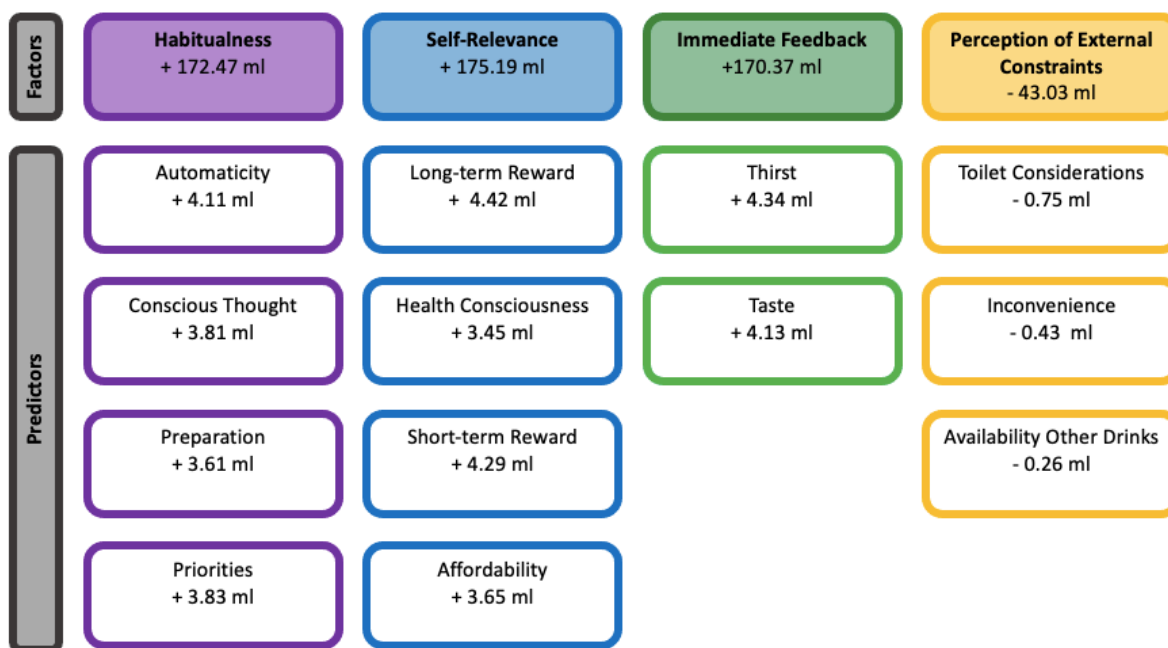 Factors
Habitualness
+ 172.47 ml
Self-Relevance
+ 175.19 ml
Immediate Feedback
+170.37 ml
Perception of External
Constraints
- 43.03 ml
Predictors
Automaticity
+ 4.11 ml
Long-term Reward
+ 4.42 ml
Thirst
+ 4.34 ml
Toilet Considerations
- 0.75 ml
Conscious Thought
+ 3.81 ml
Health Consciousness
+ 3.45 ml
Taste
+ 4.13 ml
Inconvenience
- 0.43 ml
Preparation
+ 3.61 ml
Short-term Reward
+ 4.29 ml
Availability Other Drinks
- 0.26 ml
Priorities
+ 3.83 ml
Affordability
+ 3.65 ml